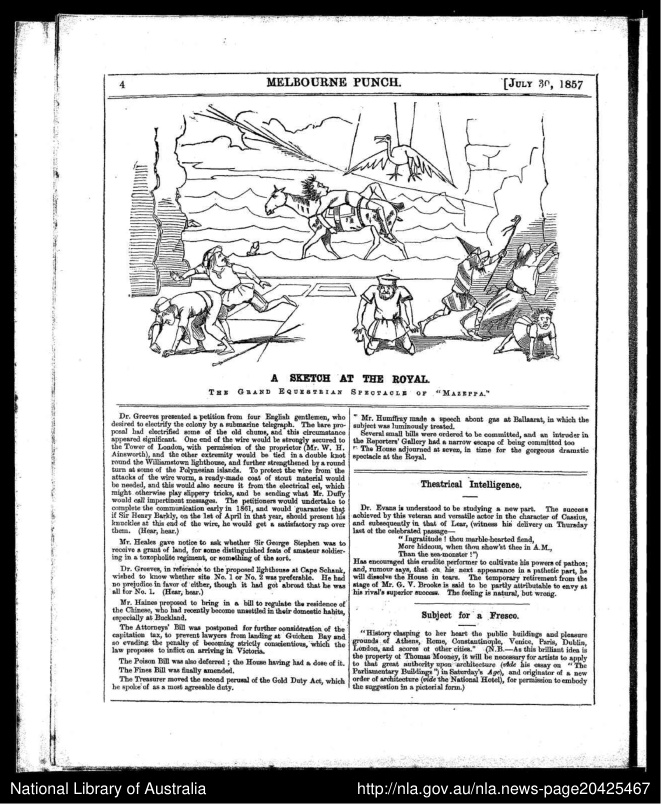 4
MELBOURNE PUNCH.
[JULY 30, 1857
A SKETCH AT THE ROYAL.
THE GRAND EQUESTRIAN SPECTACLE OF "MAZEPPA."
Dr. Greeves presented a petition from four English gentlemen, who
desired to electrify the colony by a submarine telegraph. The bare pro-
posal had electrified some of the old chums, and this circumstance
appeared significant. One end of the wire would be strongly secured to
the Tower of London, with permission of the proprietor (Mr. W. H.
Ainsworth), and the other extremity would be tied in a double knot
round the Williamstown lighthouse, and further strengthened by a round
turn at some of the Polynesian islands. To protect the wire from the
attacks of the wire worm, a ready-made coat of stout material would
be needed, and this would also secure it from the electrical eel, which
might otherwise play slippery tricks, and be sending what Mr. Duffy
would call impertinent messages. The petitioners would undertake to
complete the communication early in 1861, and would guarantee that
if Sir Henry Barkly, on the 1st of April in that year, should present his
knuckles at this end of the wire, he would get a satisfactory rap over
them. (Hear, hear.)
Mr. Heales gave notice to ask whether Sir George Stephen was to
receive a grant of land, for some distinguished feats of amateur soldier-
ing in a toxopholite regiment, or something of the sort.
Dr. Greeves, in reference to the proposed lighthouse at Cape Schank,
wished to know whether site No. 1 or No. 2 was preferable. He had
no prejudice in favor of either, though it had got abroad that he was
all for No. 1. (Hear, hear.)
Mr. Haines proposed to bring in a bill to regulate the residence of
the Chinese, who had recently become unsettled in their domestic habits,
especially at Buckland.
The Attorneys' Bill was postponed for further consideration of the
capitation tax, to prevent lawyers from landing at Guichen Bay and
so evading the penalty of becoming strictly conscientious, which the
law proposes to inflict on arriving in Victoria.
The Poison Bill was also deferred; the House having had a dose of it.
The Fines Bill was finally amended.
The Treasurer moved the second perusal of the Gold Duty Act, which
he spoke of as a most agreeable duty.
" Mr. Humffray made a speech about gas at Ballaarat, in which the
subject was luminously treated.
Several small bills were ordered to be committed, and an intruder in
the Reporters' Gallery had a narrow escape of being committed too
The House adjourned at seven, in time for the gorgeous dramatic
spectacle at the Royal.
Theatrical Intelligence.
Dr. Evans is understood to be studying a new part. The success
achieved by this veteran and versatile actor in the character of Cassius,
and subsequently in that of Lear, (witness his delivery on Thursday
last of the celebrated passage—
"Ingratitude! thou marble-hearted fiend,
More hideous, when thou show'st thee in A.M.,
Than the sea-monster!")
Has encouraged this erudite performer to cultivate his powers of pathos;
and, rumour says, that on his next appearance in a pathetic part, he
will dissolve the House in tears. The temporary retirement from the
stage of Mr. G. V. Brooke is said to be partly attributable to envy at
his rival's superior success. The feeling is natural, but wrong.
Subject for a Fresco.
"History clasping to her heart the public buildings and pleasure
grounds of Athens, Rome, Constantinople, Venice, Paris, Dublin,
London, and scores of other cities." (N.B.—As this brilliant idea is
the property of Thomas Mooney, it will be necessary for artists to apply
to that great authority upon architecture (vide his essay on "The
Parliamentary Buildings") in Saturday's Age), and originator of a new
order of architecture (vide the National Hotel), for permission to embody
the suggestion in a pictorial form.)
National Library of Australia
http://nla.gov.au/nla.news-page20425467